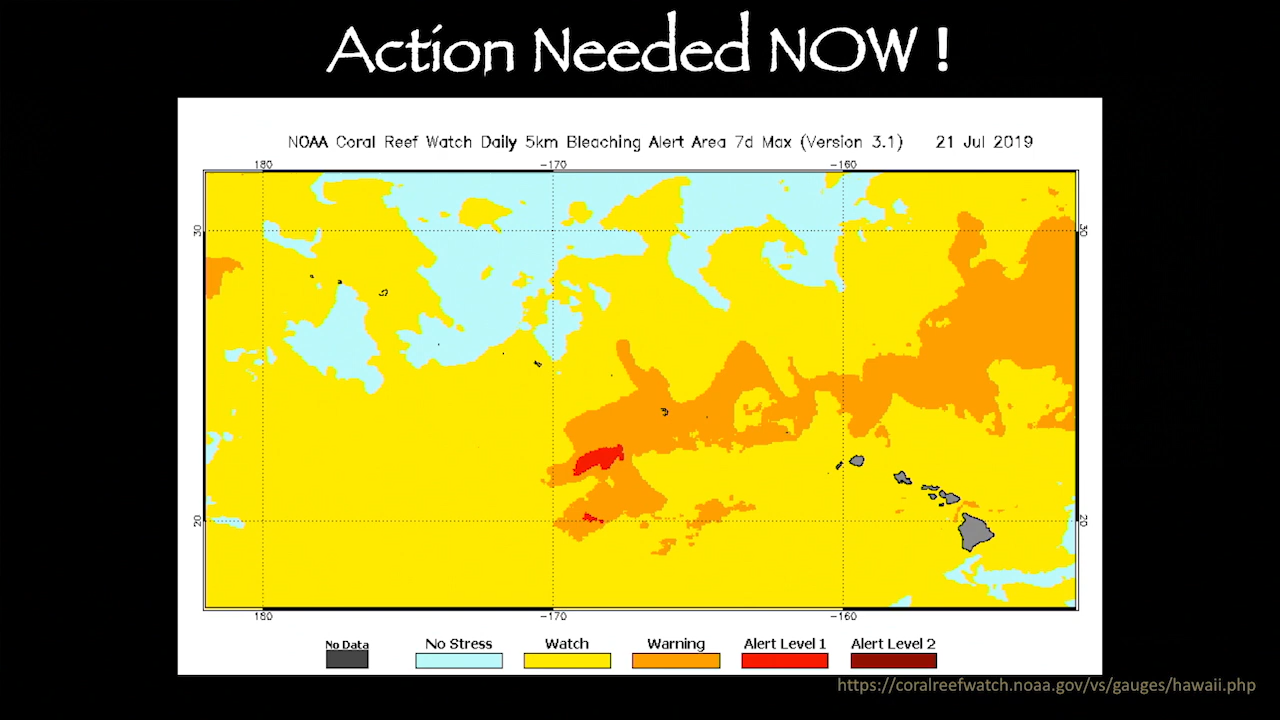 Action Needed NOW !
NOAA Coral Reef Watch Daily 5km Bleaching Alert Area 7d Max (Version 3.1) 21 Jul 2019
180 -170 -160
30 30
20 20
180 -170 -160
No Data No Stress Watch Warning Alert Level 1 Alert Level 2
https://coralreefwatch.noaa.gov/vs/gauges/hawaii.php